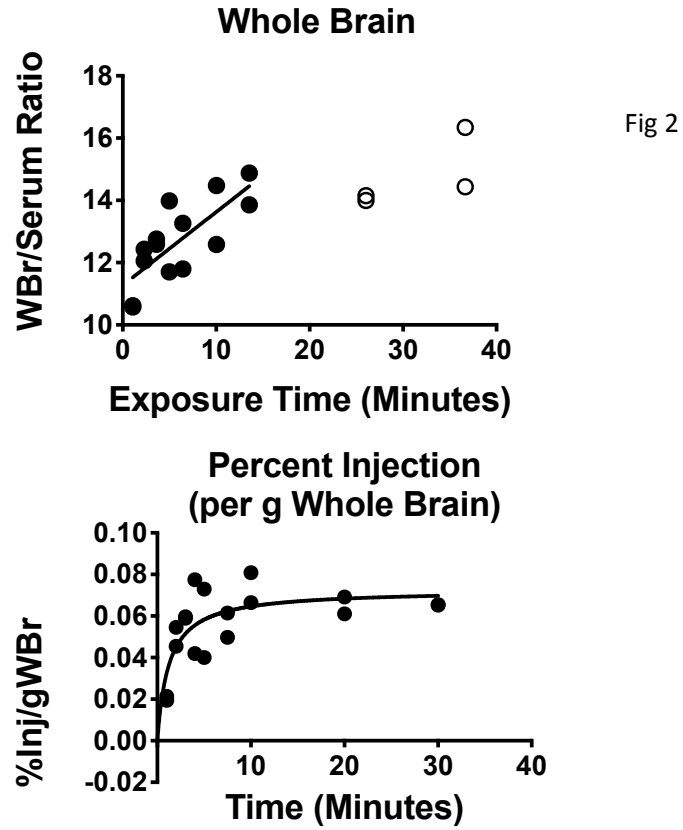 Whole Brain
WBr/Serum Ratio
18
16
14
12
10
0 10 20 30 40
Exposure Time (Minutes)
Fig 2
Percent Injection
(per g Whole Brain)
%Inj/gWBr
0.10
0.08
0.06
0.04
0.02
0.00
-0.02
10 20 30 40
Time (Minutes)